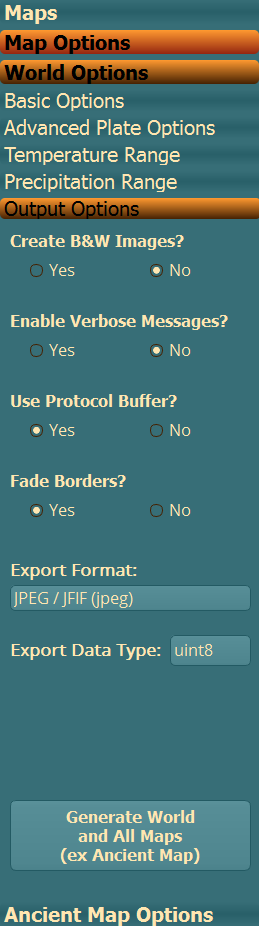 Maps
Map Options
World Options
Basic Options
Advanced Plate Options
Temperature Range
Precipitation Range
Output Options
Create B&W Images?
Yes No
Enable Verbose Messages?
Yes No
Use Protocol Buffer?
Yes No
Fade Borders?
Yes No
Export Format:
JPEG / JFIF (jpeg)
Export Data Type: uint8
Generate World
and All Maps
(ex Ancient Map)
Ancient Map Options